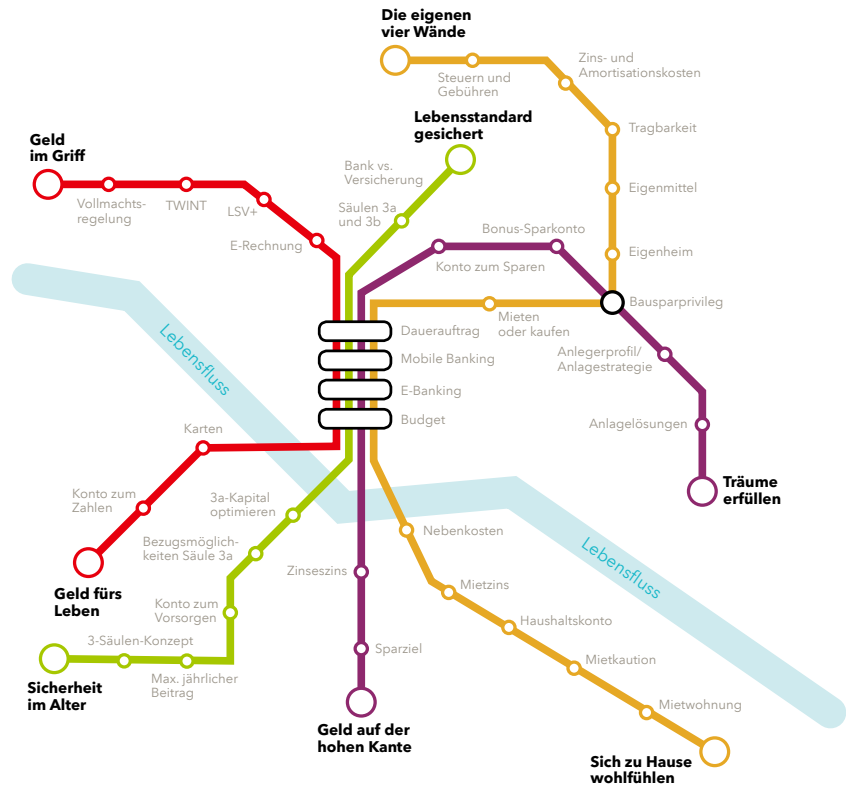 Die eigenen
vier Wände
Steuern und
Gebühren
Zins- und
Amortisationskosten
Tragbarkeit
Eigenmittel
Eigenheim
Bausparprivileg
Mieten
oder kaufen
Lebensstandard
gesichert
Bank vs.
Versicherung
Säulen 3a
und 3b
Geld
im Griff
Vollmachts-
regelung
TWINT
LSV+
E-Rechnung
Bonus-Sparkonto
Konto zum Sparen
Anlegerprofil/
Anlagestrategie
Anlagelösungen
Träume
erfüllen
Dauerauftrag
Mobile Banking
E-Banking
Budget
Lebensfluss
Karten
Konto zum
Zahlen
Geld fürs
Leben
3a-Kapital
optimieren
Bezugsmöglich-
keiten Säule 3a
Konto zum
Vorsorgen
3-Säulen-Konzept
Max. jährlicher
Beitrag
Sicherheit
im Alter
Zinseszins
Sparziel
Geld auf der
hohen Kante
Nebenkosten
Mietzins
Haushaltskonto
Mietkaution
Mietwohnung
Sich zu Hause
wohlfühlen
Lebensfluss